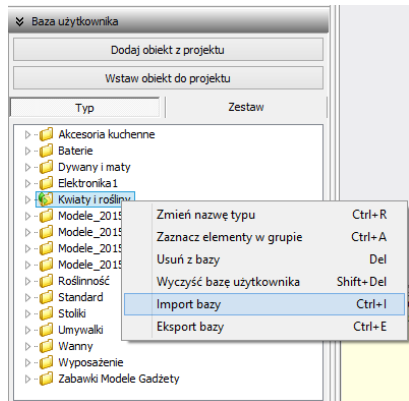 Baza użytkownika
Dodaj obiekt z projektu
Wstaw obiekt do projektu
Typ Zestaw
Akcesoria kuchenne
Baterie
Dywany i maty
Elektronika1
Kwiaty i rośliny
Modele_2015 Zmień nazwę typu Ctrl+R
Modele_2015 Zaznacz elementy w grupie Ctrl+A
Modele_2015 Usuń z bazy Del
Modele_2015 Wyczyść bazę użytkownika Shift+Del
Roślinność Import bazy Ctrl+I
Standard Eksport bazy Ctrl+E
Stoliki
Umywalki
Wanny
Wyposażenie
Zabawki Modele Gadżety